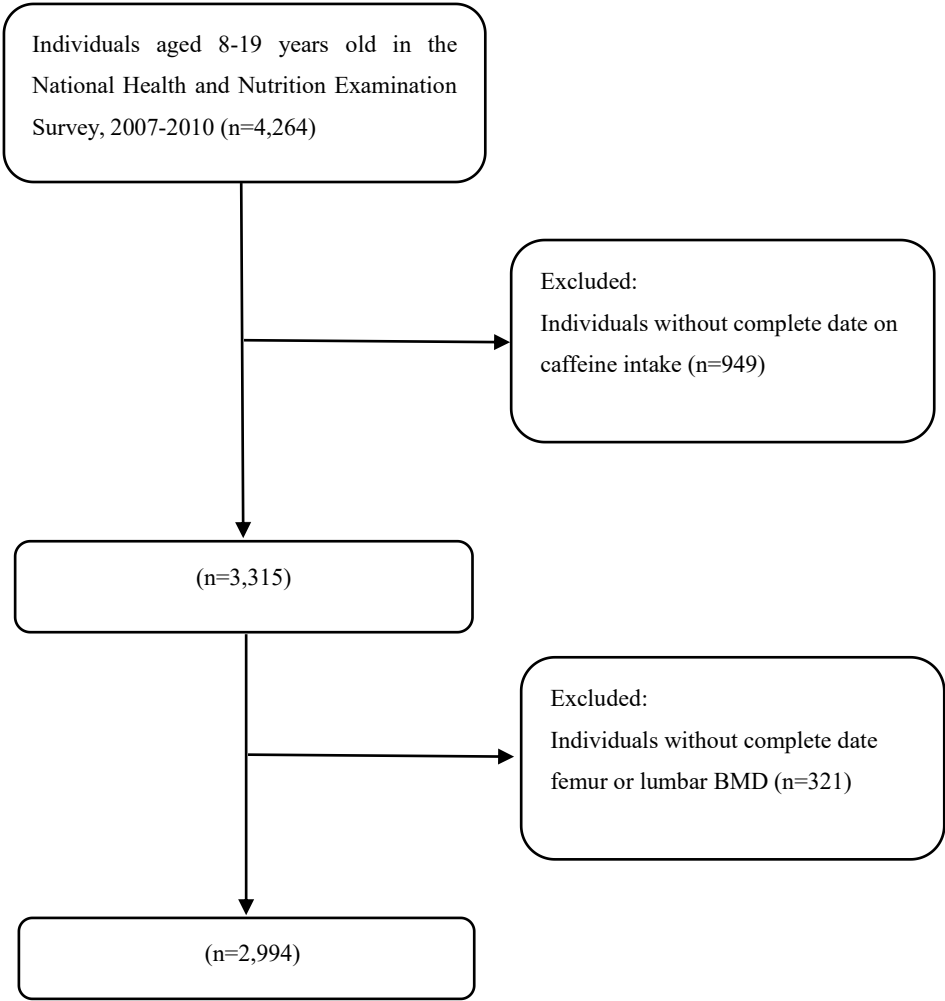 Individuals aged 8-19 years old in the
National Health and Nutrition Examination
Survey, 2007-2010 (n=4,264)
Excluded:
Individuals without complete date on
caffeine intake (n=949)
(n=3,315)
Excluded:
Individuals without complete date
femur or lumbar BMD (n=321)
(n=2,994)